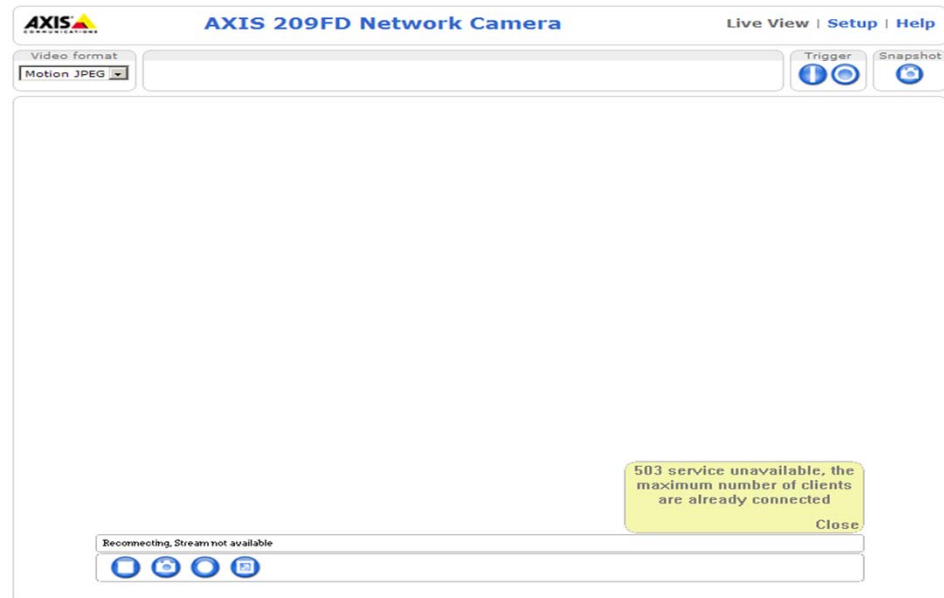 AXIS
COMMUNICATIONS
AXIS 209FD Network Camera
Live View | Setup | Help
Video format
Motion JPEG
Trigger
Snapshot
503 service unavailable, the
maximum number of clients
are already connected
Close
Reconnecting, Stream not available